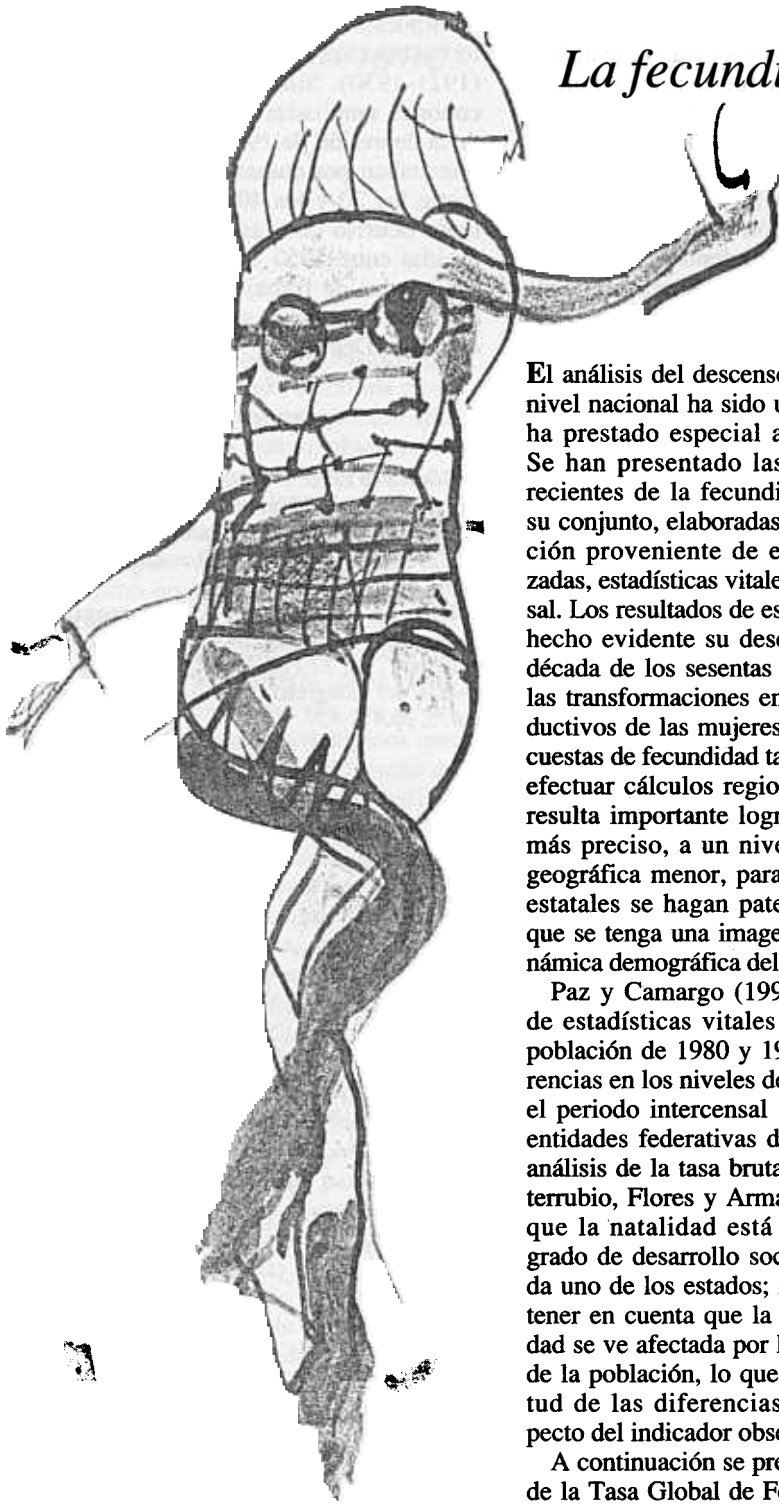 La fecundi
El análisis del descenso
nivel nacional ha sido u
ha prestado especial a
Se han presentado las
recientes de la fecundi
su conjunto, elaboradas
ción proveniente de e
zadas, estadísticas vitale
sal. Los resultados de es
hecho evidente su desc
década de los sesentas
las transformaciones en
ductivos de las mujeres
cuestas de fecundidad ta
efectuar cálculos regio
resulta importante logr
más preciso, a un nive
geográfica menor, para
estatales se hagan pate
que se tenga una image
námica demográfica del
Paz y Camargo (199
de estadísticas vitales
población de 1980 y 19
rencias en los niveles de
el periodo intercensal
entidades federativas d
análisis de la tasa bruta
terrubio, Flores y Arma
que la natalidad está
grado de desarrollo soc
da uno de los estados;
tener en cuenta que la
dad se ve afectada por l
de la población, lo que
tud de las diferencias
pecto del indicador obse
A continuación se pre
de la Tasa Global de Fe